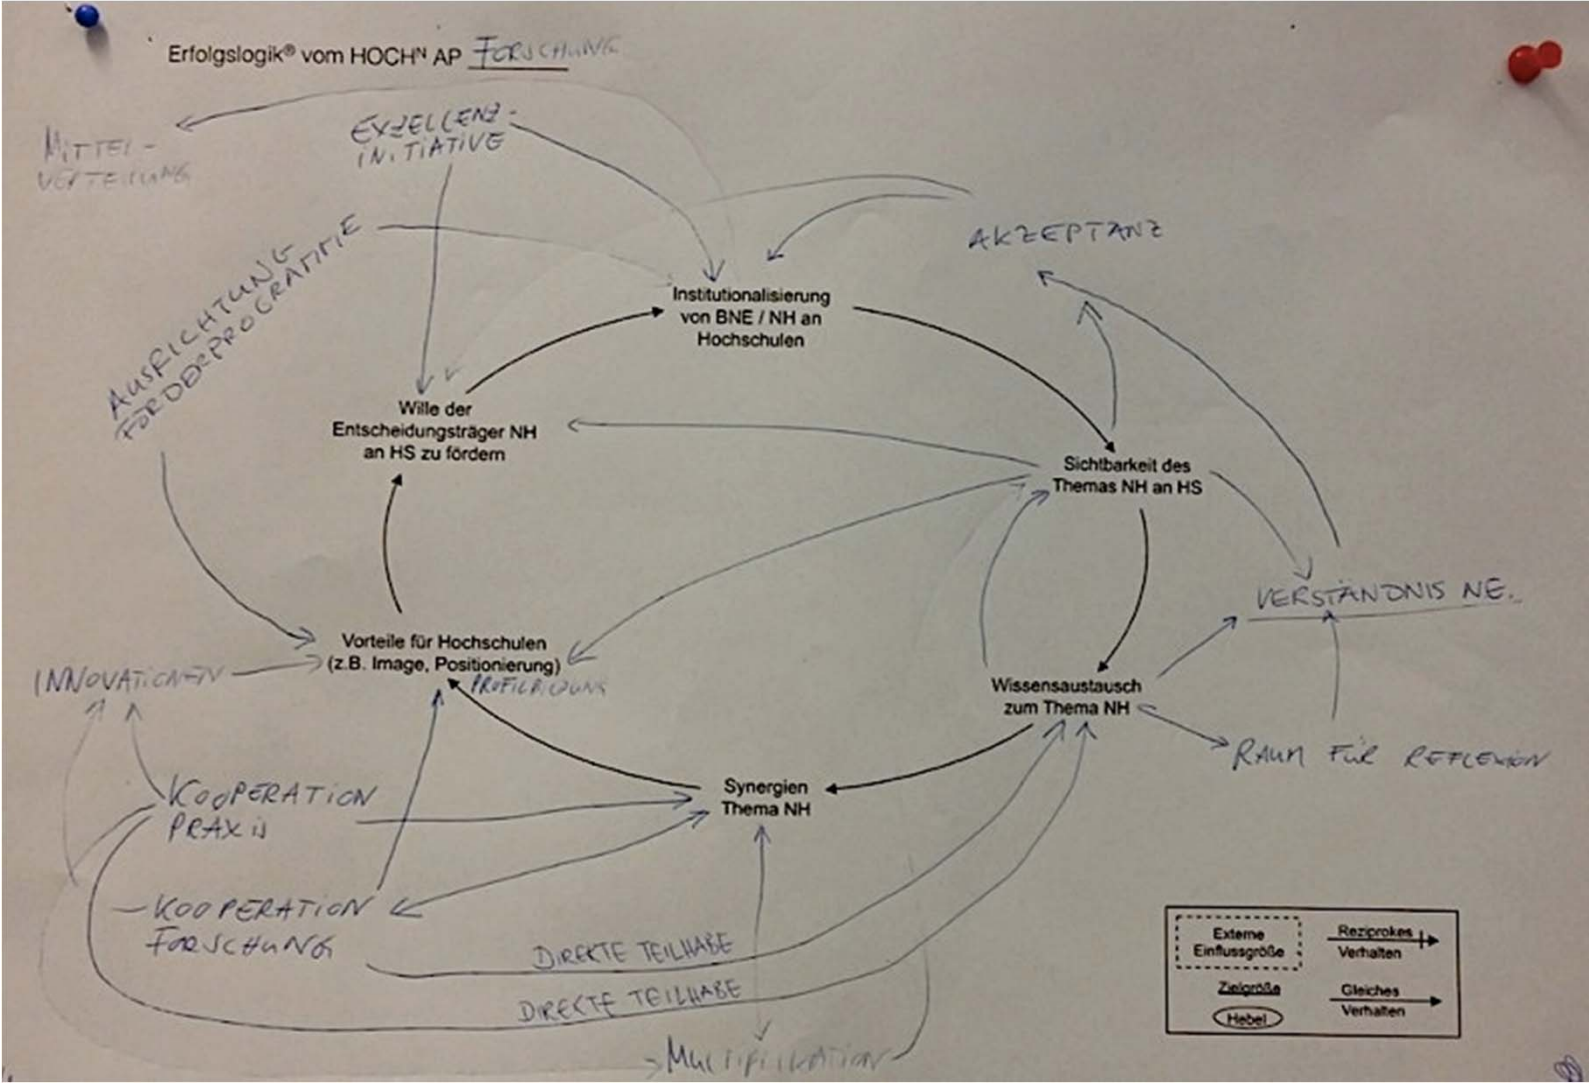 Erfolgslogik® vom HOCHᴺ AP FORSCHUNG
MITTEL-
VERTEILUNG
EXZELLENZ-
INITIATIVE
AUSRICHTUNG
FÖRDERPROGRAMME
AKZEPTANZ
Institutionalisierung
von BNE / NH an
Hochschulen
Wille der
Entscheidungsträger NH
an HS zu fördern
Sichtbarkeit des
Themas NH an HS
VERSTÄNDNIS NE.
Vorteile für Hochschulen
(z.B. Image, Positionierung)
PROFILBILDUNG
INNOVATIONEN
Wissensaustausch
zum Thema NH
RAUM FÜR REFLEXION
Synergien
Thema NH
KOOPERATION
PRAXIS
KOOPERATION
FORSCHUNG
DIREKTE TEILHABE
DIREKTE TEILHABE
MULTIPLIKATION
Externe
Einflussgröße
Reziprokes
Verhalten
Zielgröße
Gleiches
Verhalten
Hebel